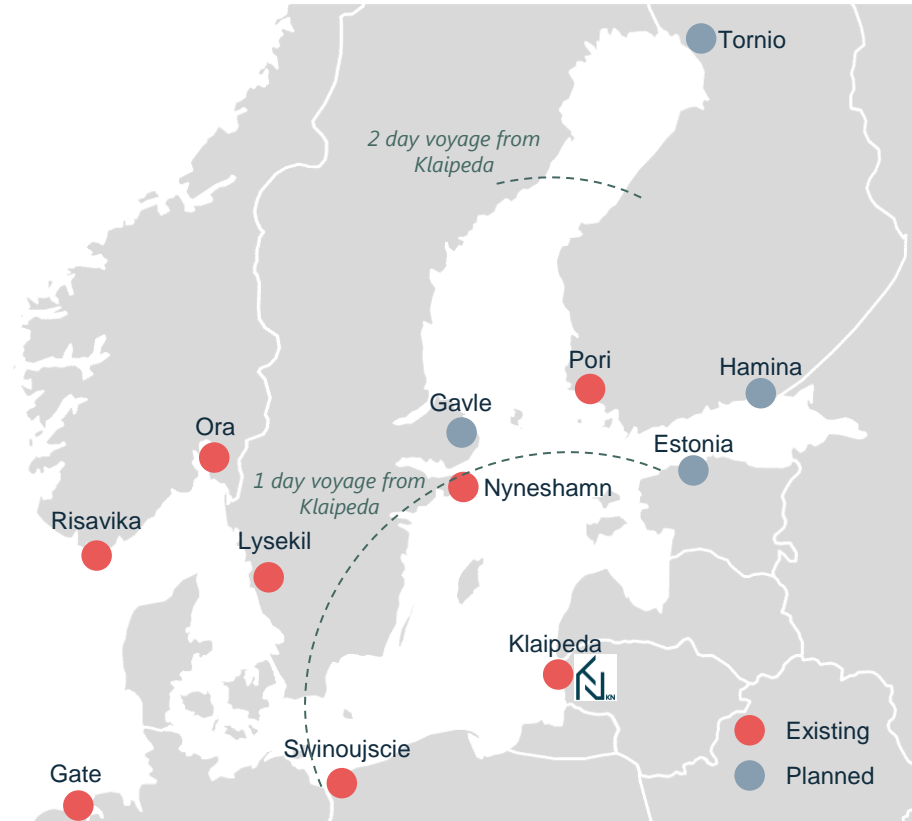 Tornio
2 day voyage from
Klaipeda
Pori
Hamina
Gavle
Ora
Estonia
1 day voyage from
Klaipeda
Nyneshamn
Risavika
Lysekil
Klaipeda
KN
Existing
Swinoujscie
Planned
Gate